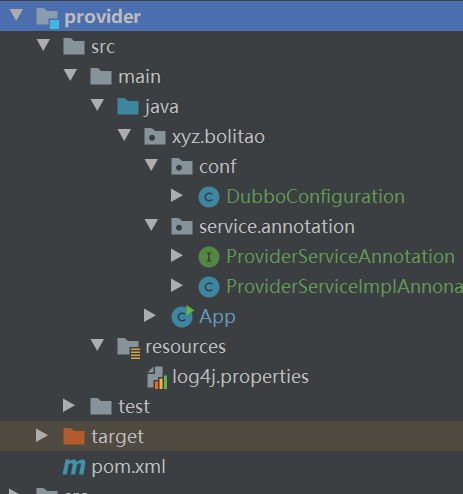 provider
src
main
java
xyz.bolitao
conf
DubboConfiguration
service.annotation
ProviderServiceAnnotation
ProviderServiceImplAnnona
App
resources
log4j.properties
test
target
pom.xml